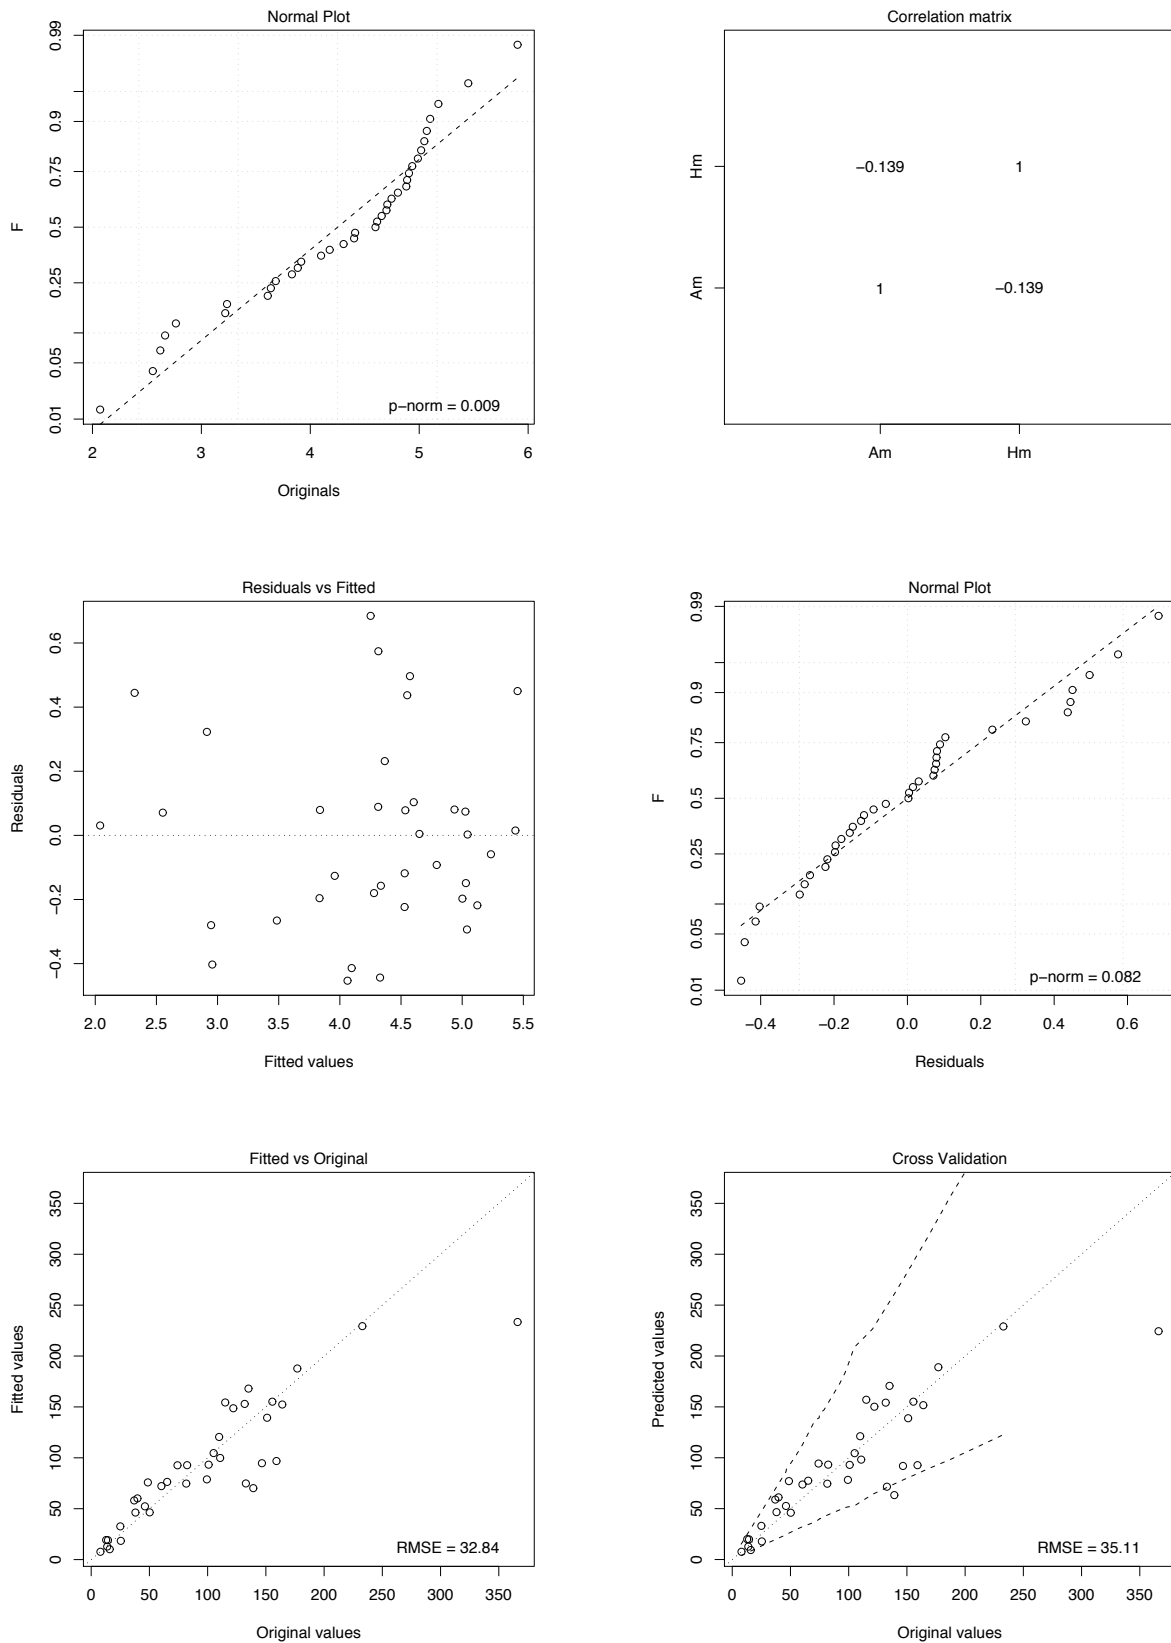 Normal Plot
F
0.01
0.05
0.25
0.5
0.75
0.9
0.99
p−norm = 0.009
2 3 4 5 6
Originals
Correlation matrix
Hm
Am
−0.139 1
1 −0.139
Am Hm
Residuals vs Fitted
Residuals
−0.4
−0.2
0.0
0.2
0.4
0.6
2.0 2.5 3.0 3.5 4.0 4.5 5.0 5.5
Fitted values
Normal Plot
F
0.01
0.05
0.25
0.5
0.75
0.9
0.99
p−norm = 0.082
−0.4 −0.2 0.0 0.2 0.4 0.6
Residuals
Fitted vs Original
Fitted values
0
50
100
150
200
250
300
350
RMSE = 32.84
0 50 100 150 200 250 300 350
Original values
Cross Validation
Predicted values
0
50
100
150
200
250
300
350
RMSE = 35.11
0 50 100 150 200 250 300 350
Original values